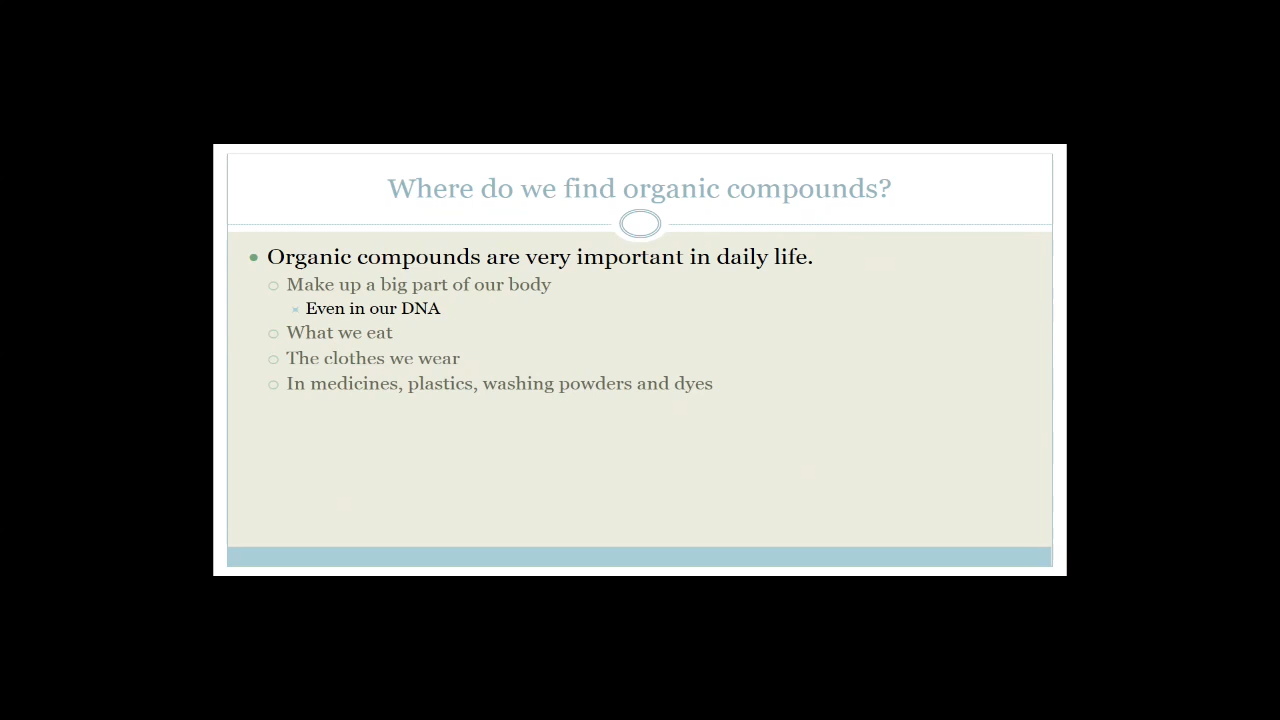 Where do we find organic compounds?
Organic compounds are very important in daily life.
Make up a big part of our body
Even in our DNA
What we eat
The clothes we wear
In medicines, plastics, washing powders and dyes